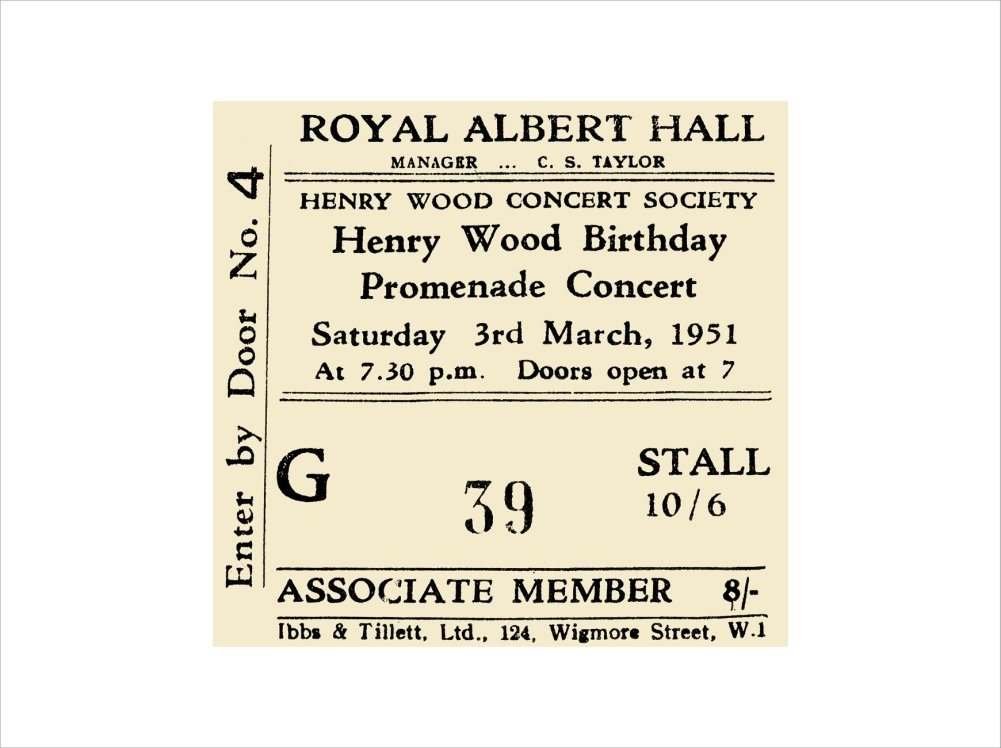 ROYAL ALBERT HALL
MANAGER ... C. S. TAYLOR
HENRY WOOD CONCERT SOCIETY
Henry Wood Birthday
Promenade Concert
Saturday 3rd March, 1951
At 7.30 p.m. Doors open at 7
Enter by Door No. 4
G
39
STALL
10/6
ASSOCIATE MEMBER 8/-
Ibbs & Tillett, Ltd., 124, Wigmore Street, W.1